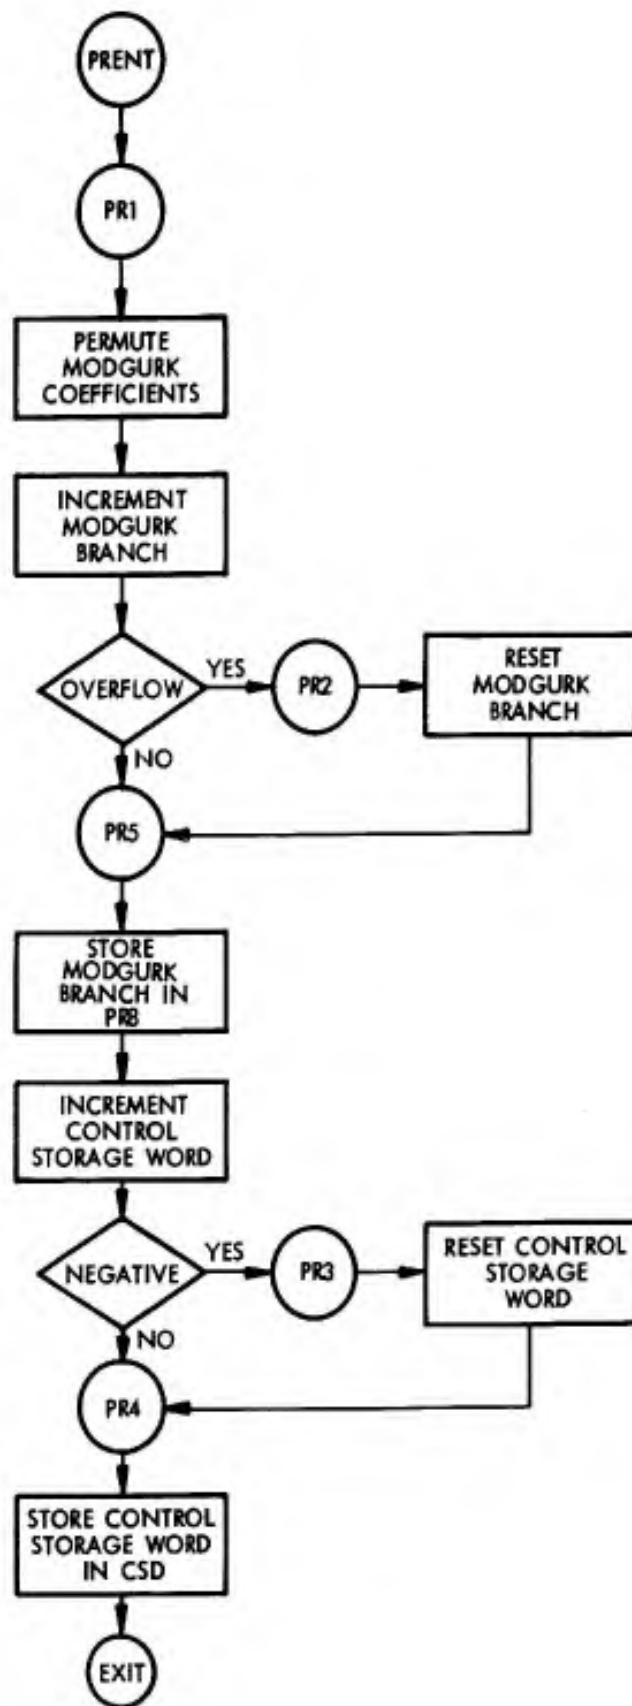 PRENT
PR1
PERMUTE
MODGURK
COEFFICIENTS
INCREMENT
MODGURK
BRANCH
OVERFLOW
YES
PR2
RESET
MODGURK
BRANCH
NO
PR5
STORE
MODGURK
BRANCH IN
PR8
INCREMENT
CONTROL
STORAGE WORD
NEGATIVE
YES
PR3
RESET CONTROL
STORAGE
WORD
NO
PR4
STORE CONTROL
STORAGE WORD
IN CSD
EXIT